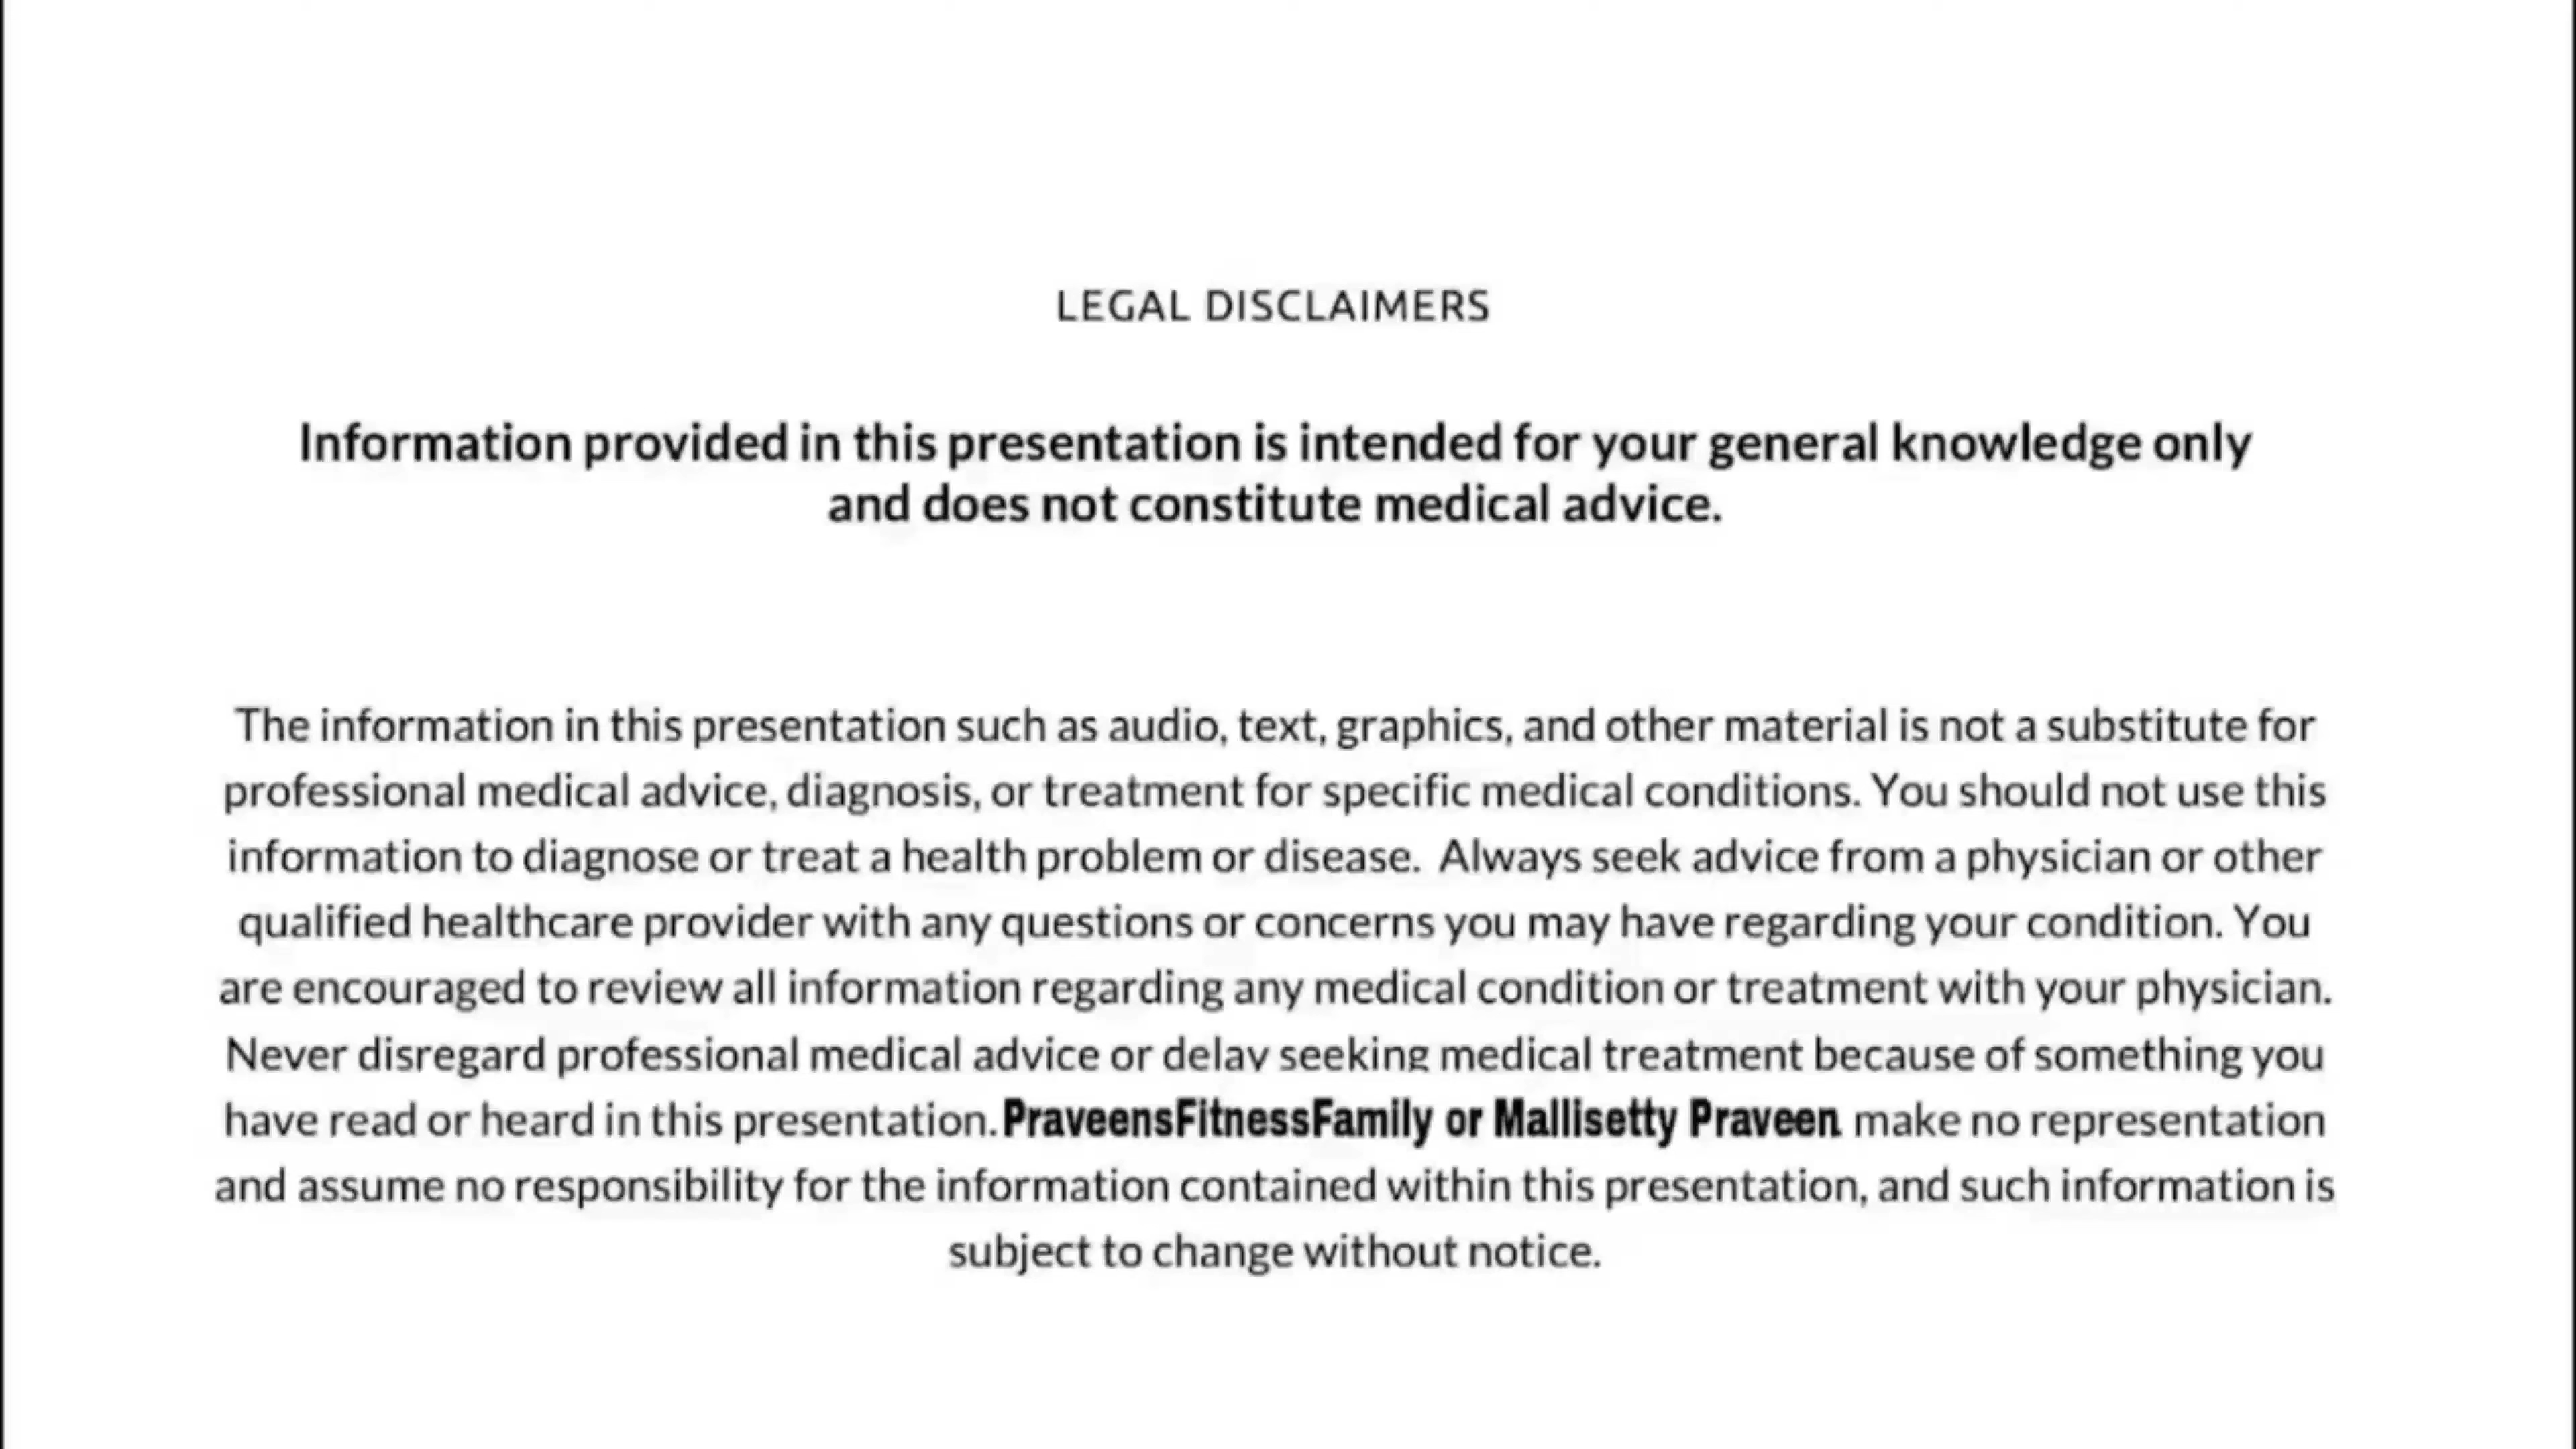 LEGAL DISCLAIMERS
Information provided in this presentation is intended for your general knowledge only
and does not constitute medical advice.
The information in this presentation such as audio, text, graphics, and other material is not a substitute for
professional medical advice, diagnosis, or treatment for specific medical conditions. You should not use this
information to diagnose or treat a health problem or disease.  Always seek advice from a physician or other
qualified healthcare provider with any questions or concerns you may have regarding your condition. You
are encouraged to review all information regarding any medical condition or treatment with your physician.
Never disregard professional medical advice or delay seeking medical treatment because of something you
have read or heard in this presentation. PraveensFitnessFamily or Mallisetty Praveen make no representation
and assume no responsibility for the information contained within this presentation, and such information is
subject to change without notice.